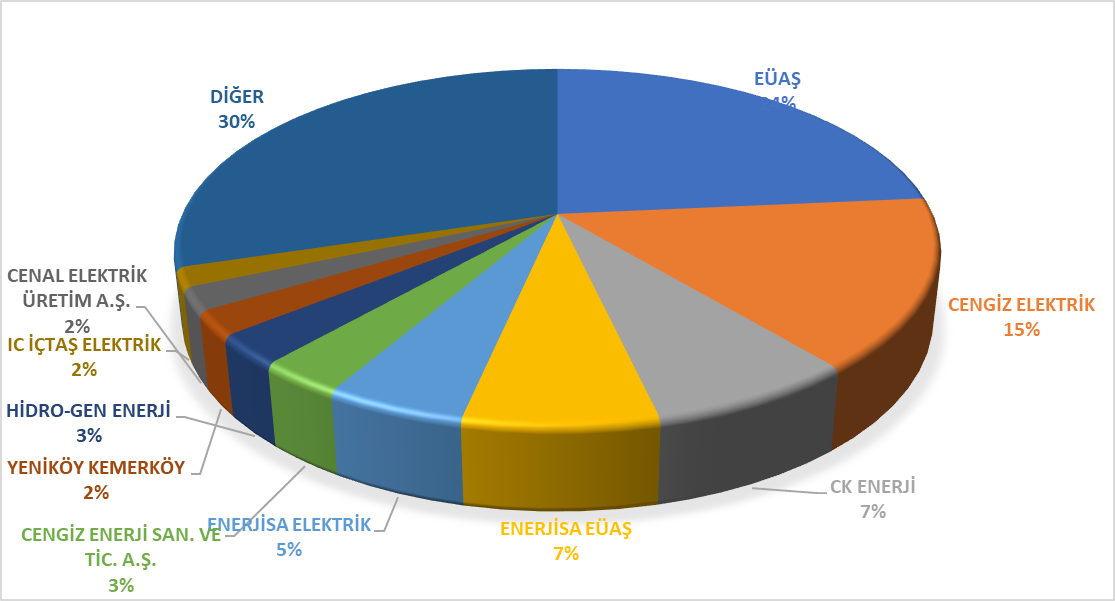 DİĞER
30%
EÜAŞ
24%
CENGİZ ELEKTRİK
15%
CK ENERJİ
7%
ENERJİSA EÜAŞ
7%
ENERJİSA ELEKTRİK
5%
CENGİZ ENERJİ SAN. VE
TİC. A.Ş.
3%
YENİKÖY KEMERKÖY
2%
HİDRO-GEN ENERJİ
3%
IC İÇTAŞ ELEKTRİK
2%
CENAL ELEKTRİK
ÜRETİM A.Ş.
2%